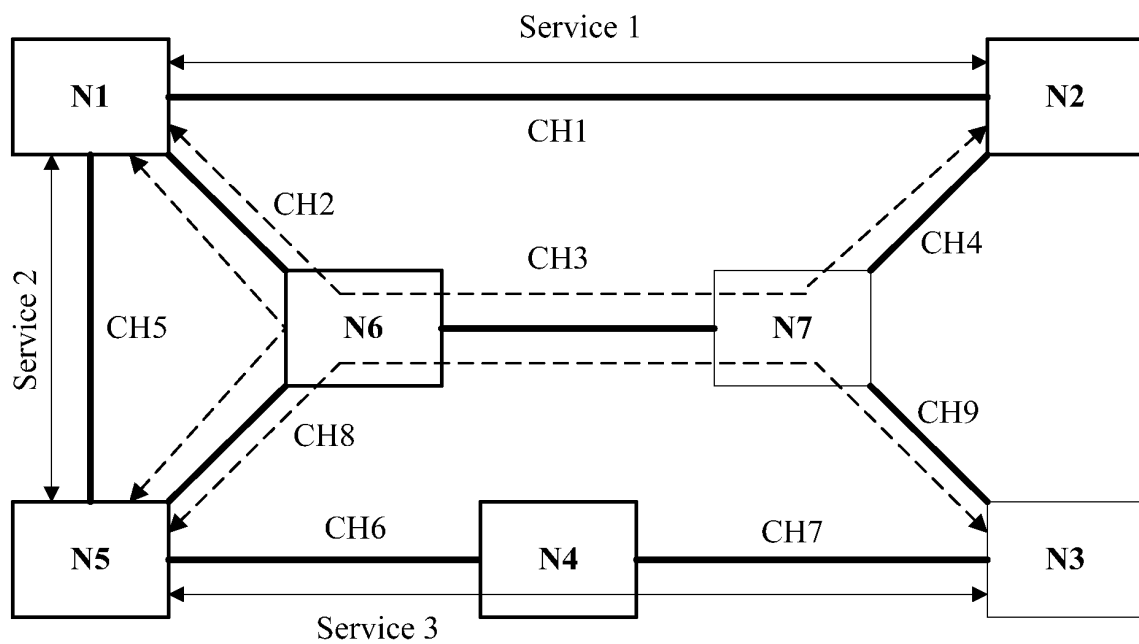 Service 1
N1
N2
CH1
CH2
CH3
CH4
Service 2
CH5
N6
N7
CH8
CH9
CH6
CH7
N5
N4
N3
Service 3